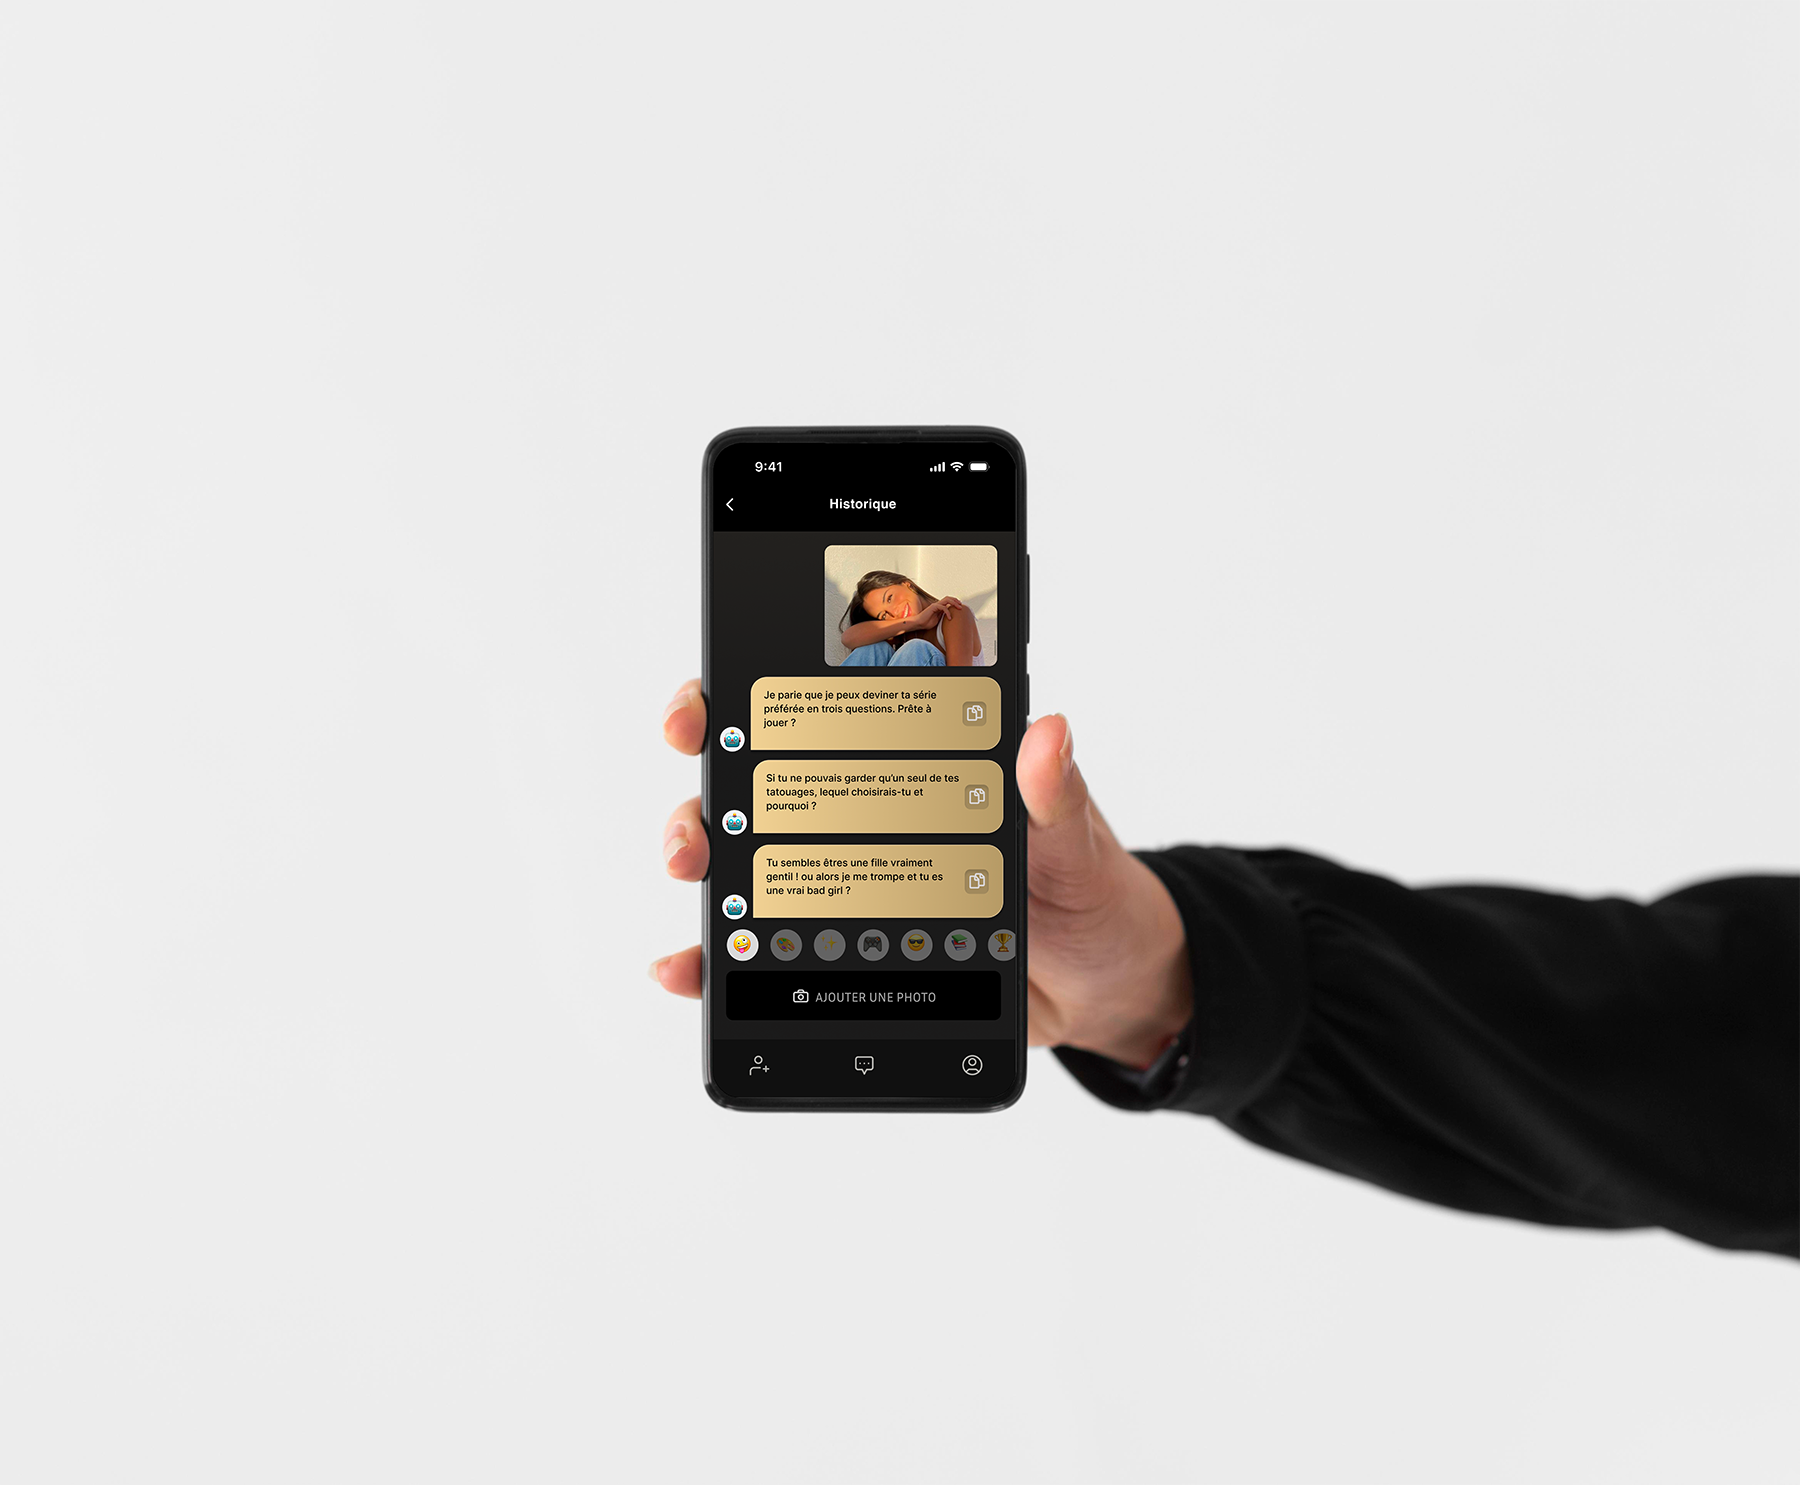 9:41
Historique
Je parie que je peux deviner ta série
préférée en trois questions. Prête à
jouer ?
Si tu ne pouvais garder qu'un seul de tes
tatouages, lequel choisirais-tu et
pourquoi ?
Tu sembles êtres une fille vraiment
gentil ! ou alors je me trompe et tu es
une vrai bad girl ?
AJOUTER UNE PHOTO